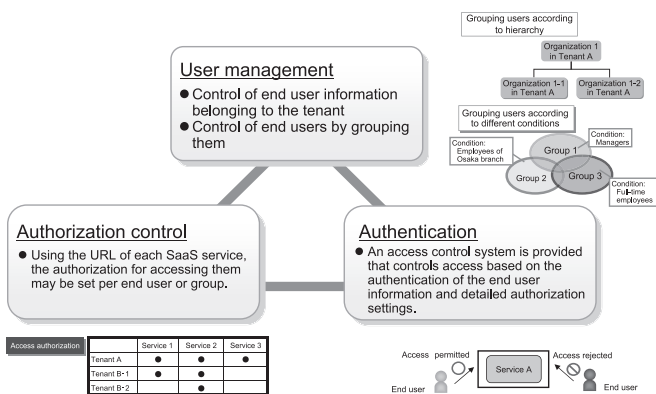 Grouping users according
to hierarchy
Organization 1
in Tenant A
Organization 1-1
in Tenant A
Organization 1-2
in Tenant A
Grouping users according
to different conditions
Condition:
Managers
Condition:
Employees of
Osaka branch
Group 1
Group 2
Group 3
Condition:
Full-time
employees
User management
● Control of end user information
belonging to the tenant
● Control of end users by grouping
them
Authorization control
● Using the URL of each SaaS service,
the authorization for accessing them
may be set per end user or group.
Authentication
● An access control system is provided
that controls access based on the
authentication of the end user
information and detailed authorization
settings.
Access authorization
Service 1 Service 2 Service 3
Tenant A ● ● ●
Tenant B-1 ● ●
Tenant B-2 ●
Access permitted
Access rejected
Service A
End user
End user